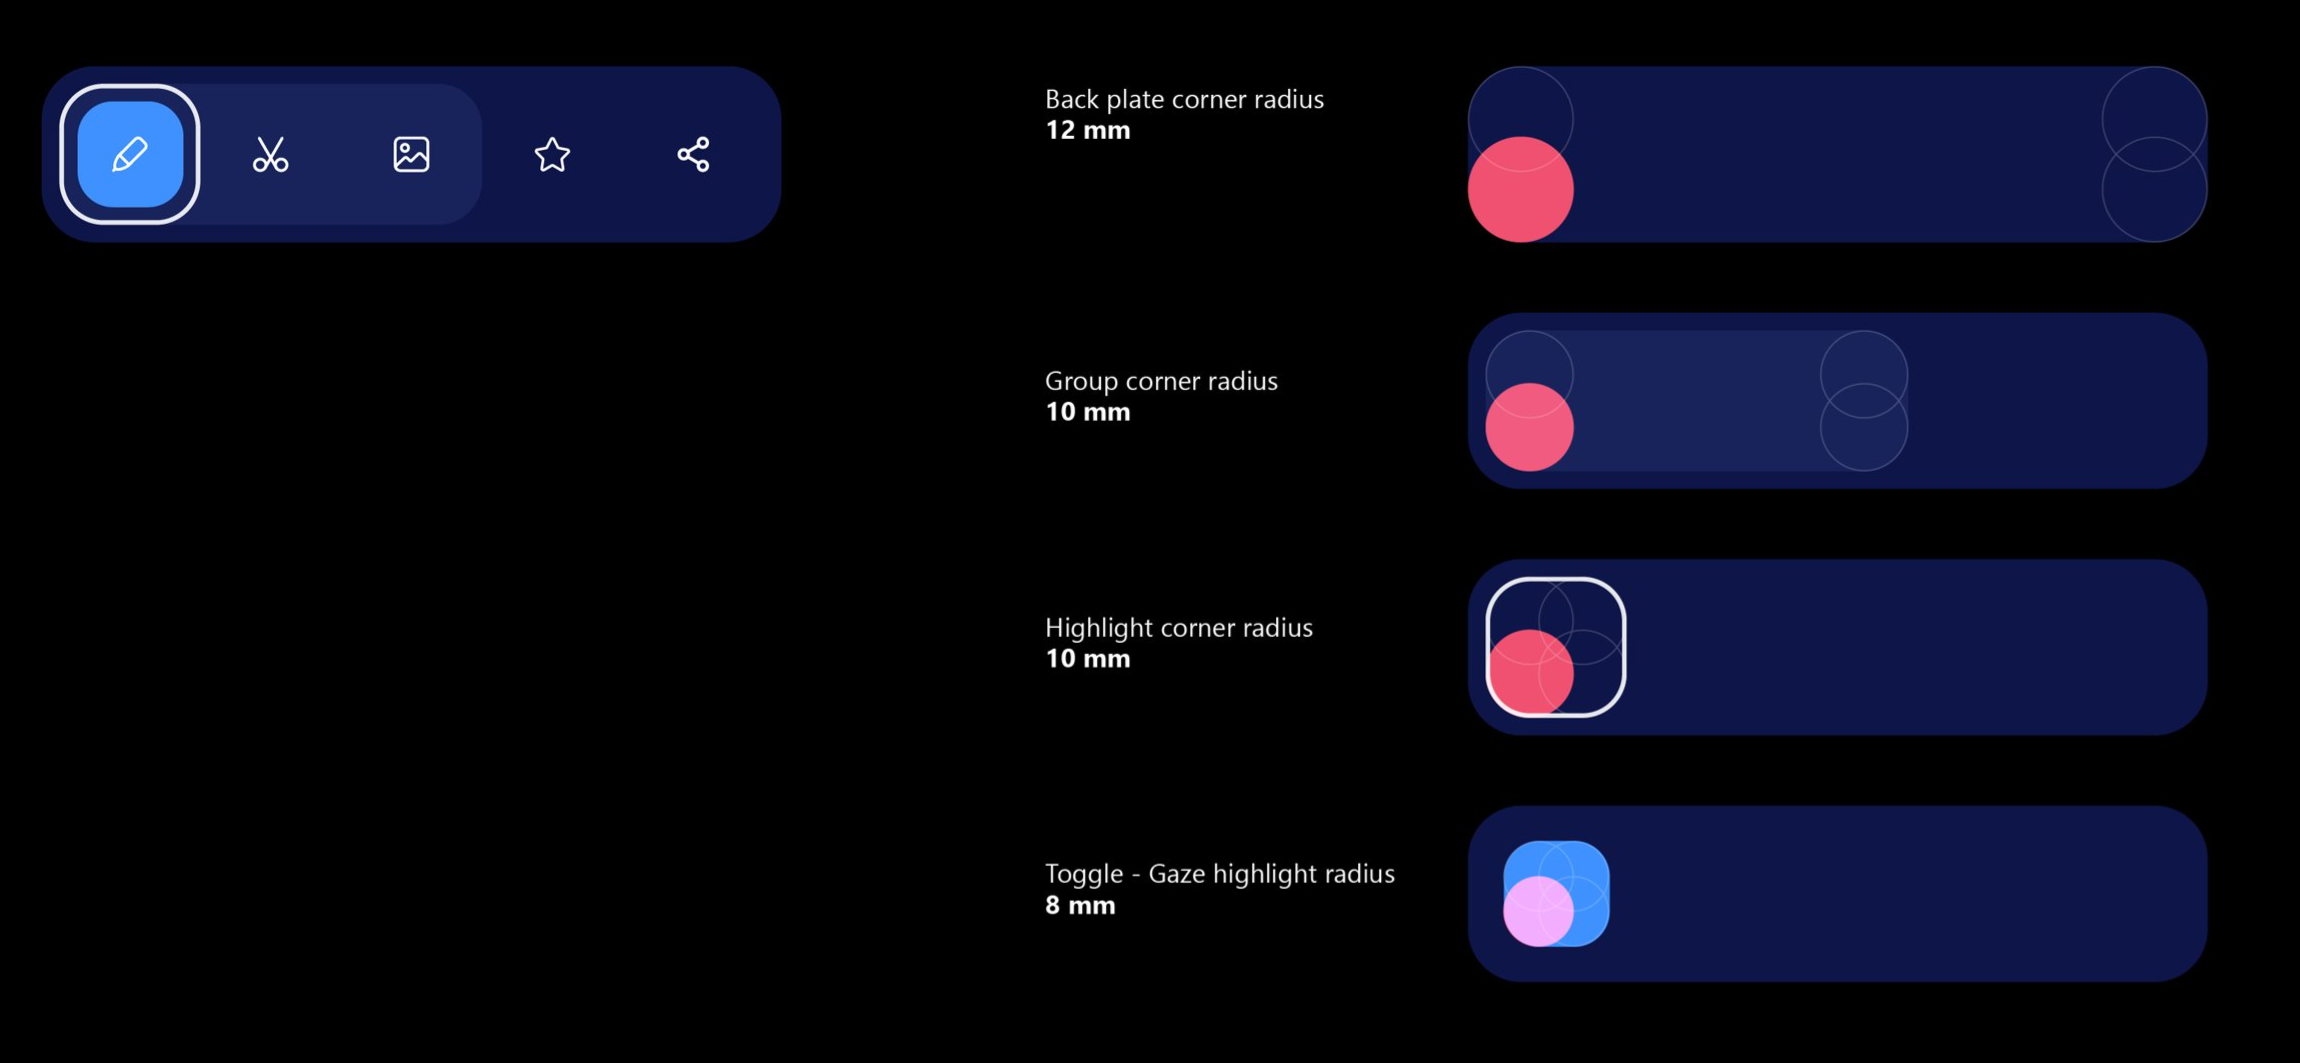 Back plate corner radius
12 mm
Group corner radius
10 mm
Highlight corner radius
10 mm
Toggle - Gaze highlight radius
8 mm